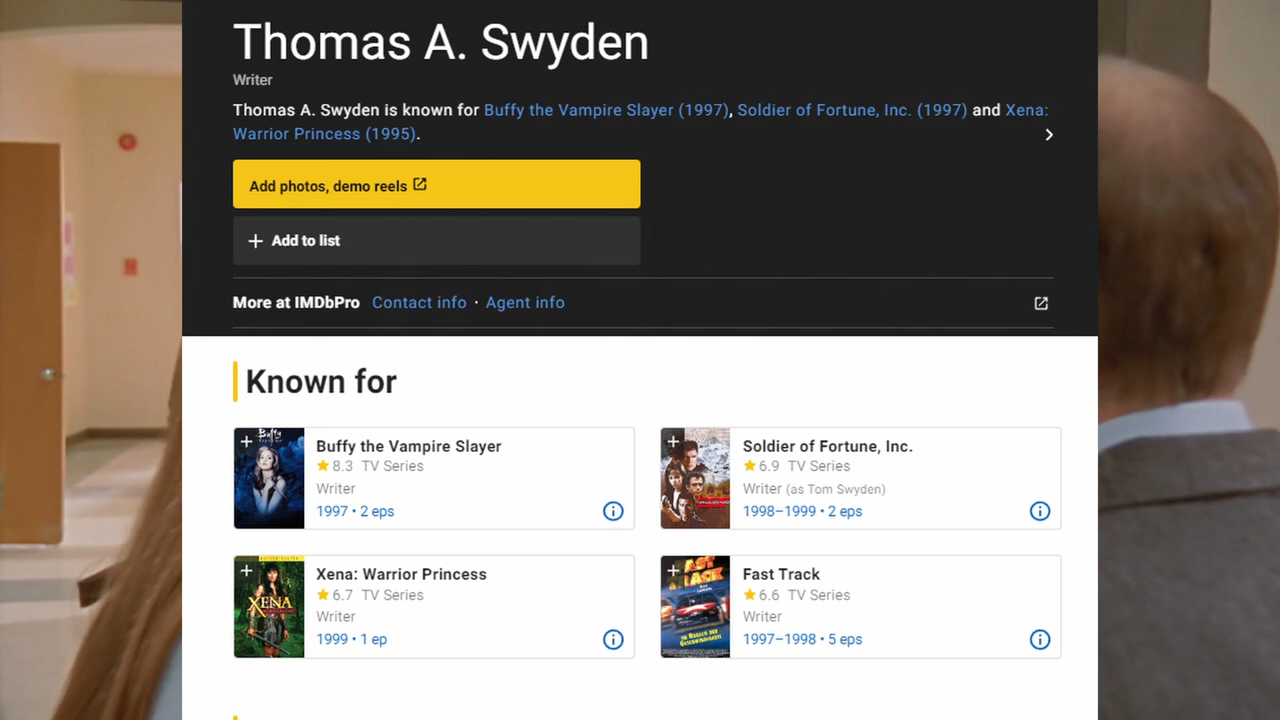 Thomas A. Swyden
Writer
Thomas A. Swyden is known for Buffy the Vampire Slayer (1997), Soldier of Fortune, Inc. (1997) and Xena:
Warrior Princess (1995).
Add photos, demo reels
+ Add to list
More at IMDbPro Contact info · Agent info
Known for
Buffy
Buffy the Vampire Slayer
8.3 TV Series
Writer
1997 • 2 eps
Soldier of Fortune, Inc.
6.9 TV Series
Writer (as Tom Swyden)
1998–1999 • 2 eps
XENA
Xena: Warrior Princess
6.7 TV Series
Writer
1999 • 1 ep
Fast Track
6.6 TV Series
Writer
1997–1998 • 5 eps